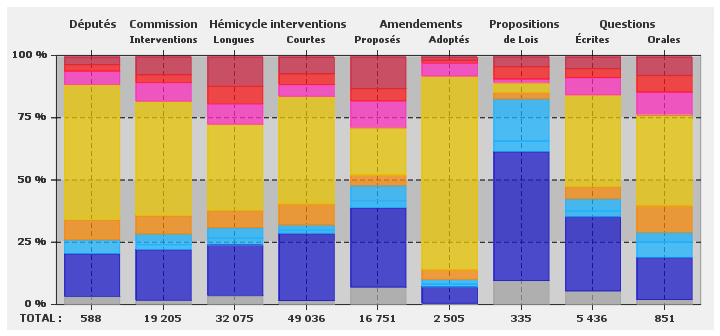 Députés Commission Hémicycle interventions Amendements Propositions Questions
Interventions Longues Courtes Proposés Adoptés de Lois Écrites Orales
100 %
75 %
50 %
25 %
0 %
TOTAL : 588 19 205 32 075 49 036 16 751 2 505 335 5 436 851